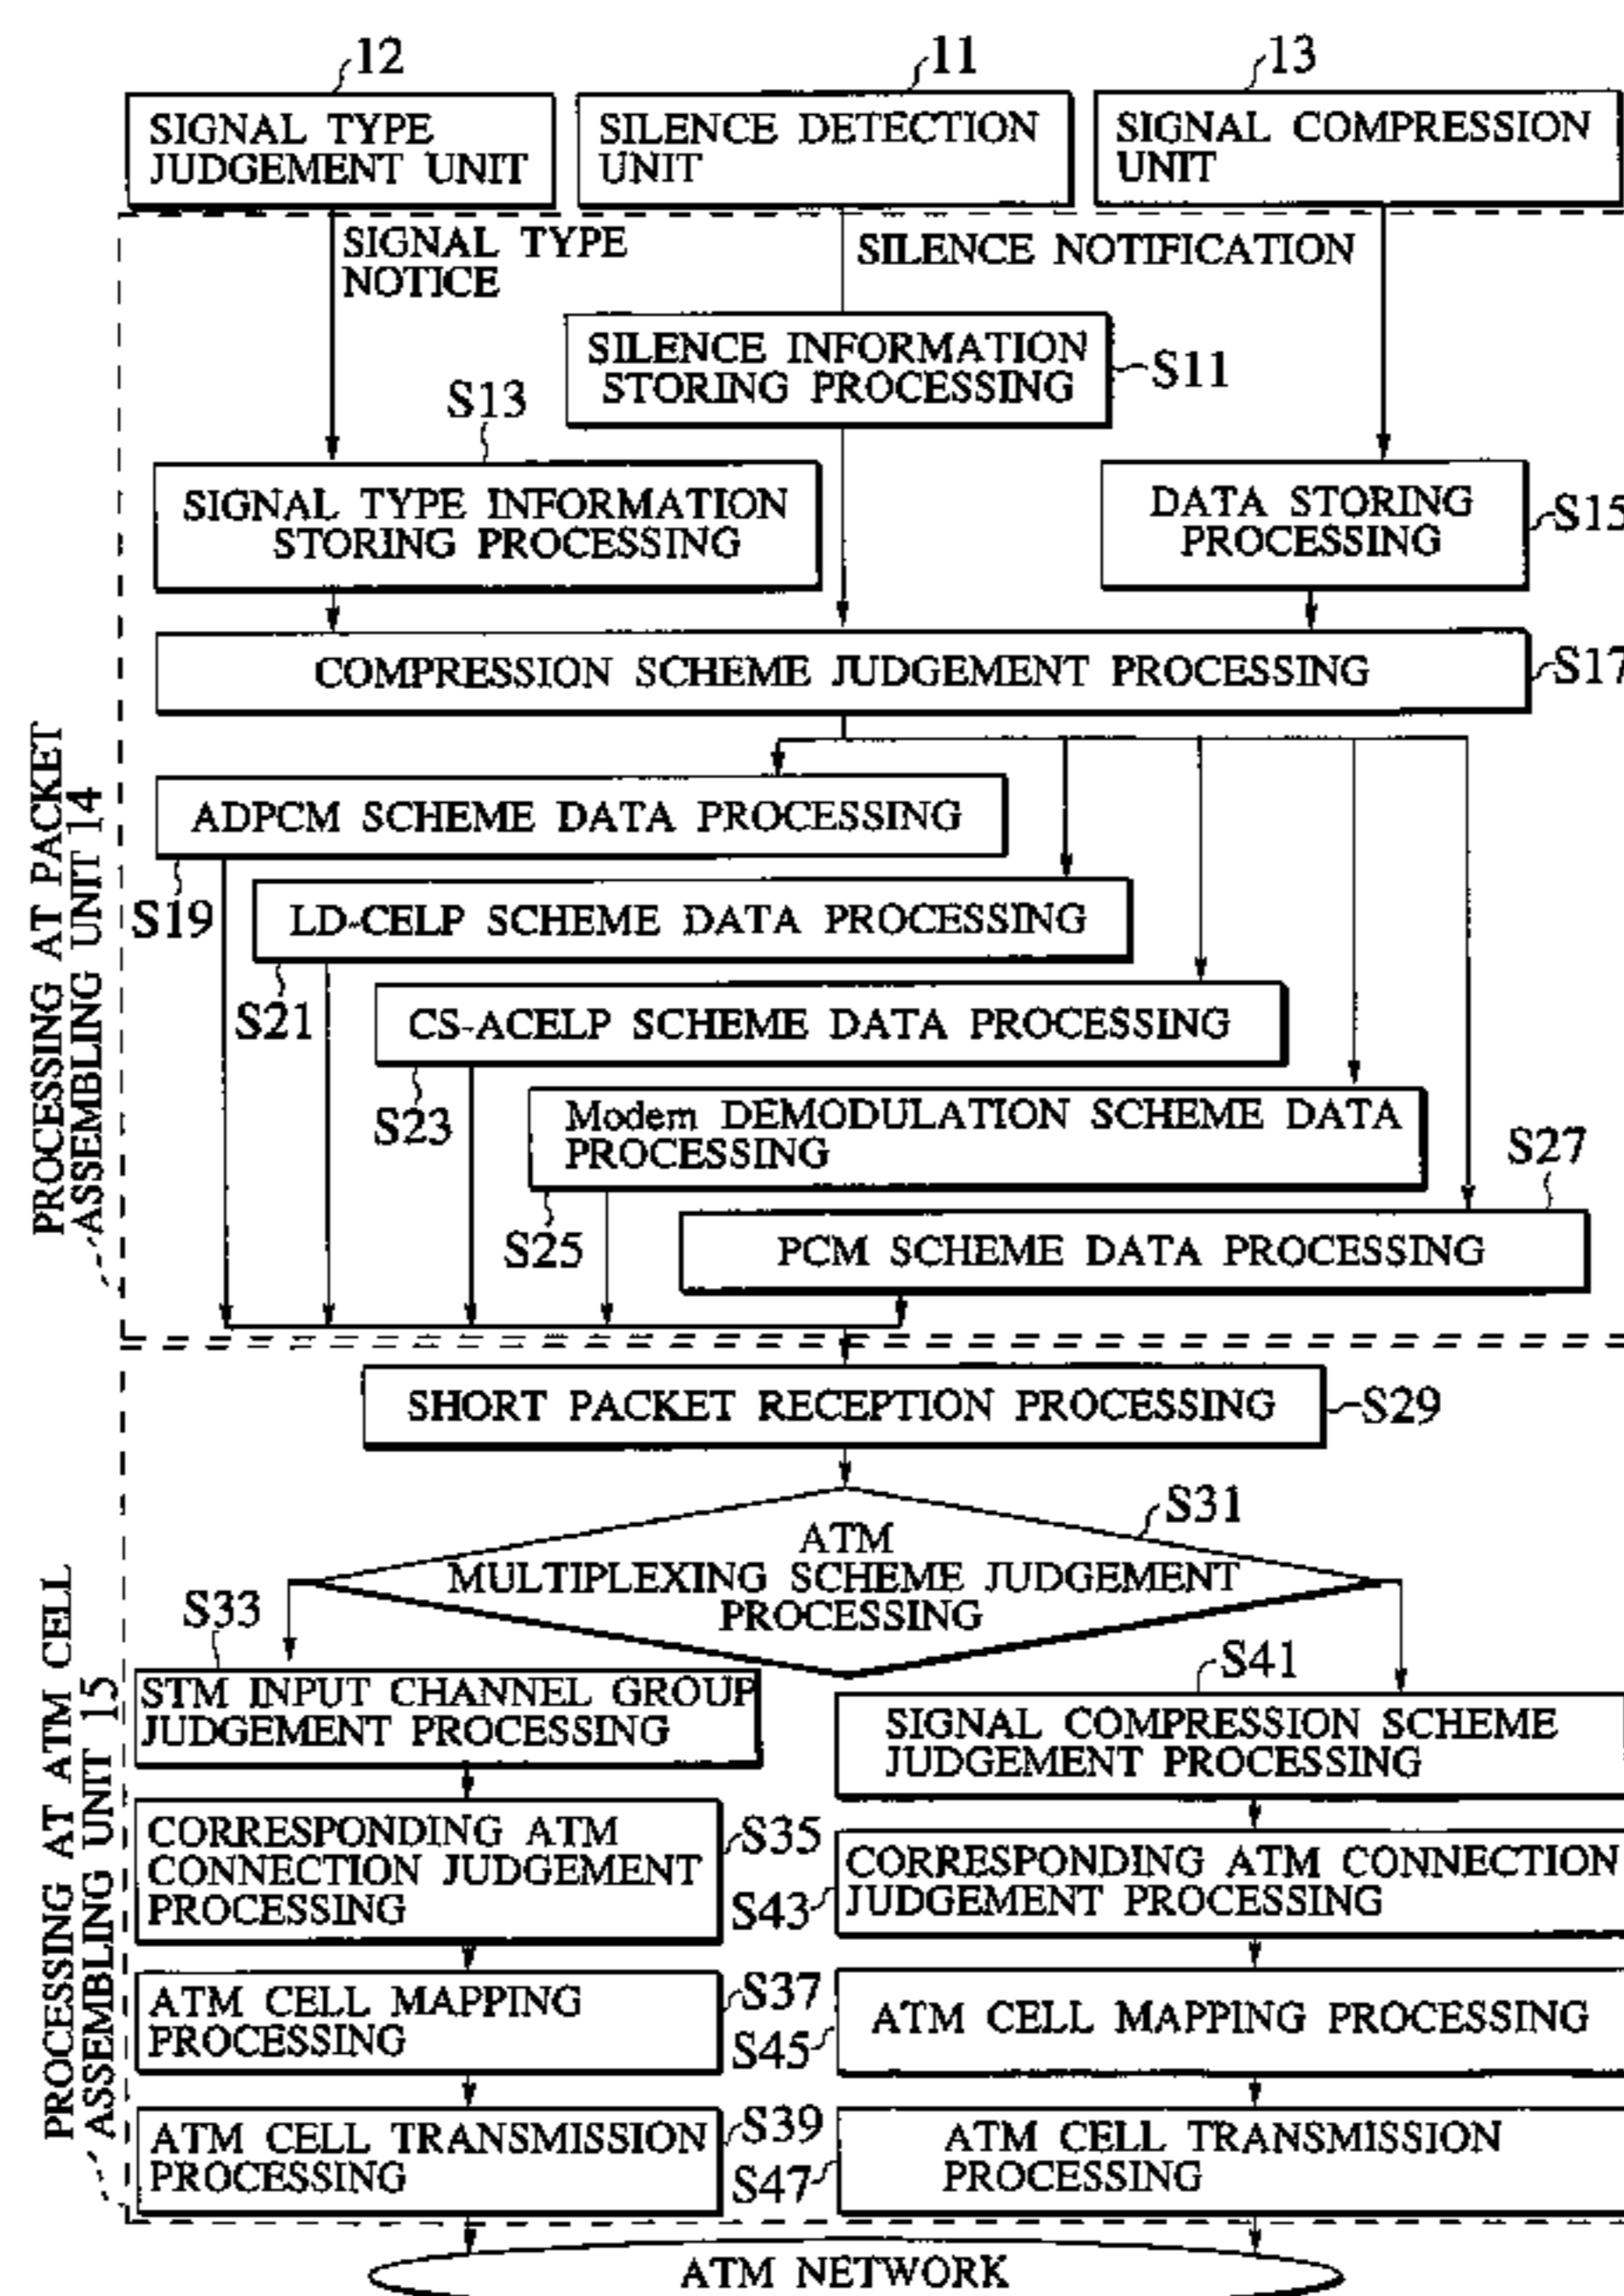 12
11
13
SIGNAL TYPE
JUDGEMENT UNIT
SILENCE DETECTION
UNIT
SIGNAL COMPRESSION
UNIT
SIGNAL TYPE
NOTICE
SILENCE NOTIFICATION
SILENCE INFORMATION
STORING PROCESSING
S11
S13
SIGNAL TYPE INFORMATION
STORING PROCESSING
DATA STORING
PROCESSING
S15
COMPRESSION SCHEME JUDGEMENT PROCESSING
S17
PROCESSING AT PACKET
ASSEMBLING UNIT 14
ADPCM SCHEME DATA PROCESSING
S19
LD-CELP SCHEME DATA PROCESSING
S21
CS-ACELP SCHEME DATA PROCESSING
S23
Modem DEMODULATION SCHEME DATA
PROCESSING
S25
S27
PCM SCHEME DATA PROCESSING
SHORT PACKET RECEPTION PROCESSING
S29
S31
ATM
MULTIPLEXING SCHEME JUDGEMENT
PROCESSING
PROCESSING AT ATM CELL
ASSEMBLING UNIT 15
S33
STM INPUT CHANNEL GROUP
JUDGEMENT PROCESSING
S41
SIGNAL COMPRESSION SCHEME
JUDGEMENT PROCESSING
CORRESPONDING ATM
CONNECTION JUDGEMENT
PROCESSING
S35
S43
CORRESPONDING ATM CONNECTION
JUDGEMENT PROCESSING
ATM CELL MAPPING
PROCESSING
S37
S45
ATM CELL MAPPING PROCESSING
ATM CELL TRANSMISSION
PROCESSING
S39
S47
ATM CELL TRANSMISSION
PROCESSING
ATM NETWORK